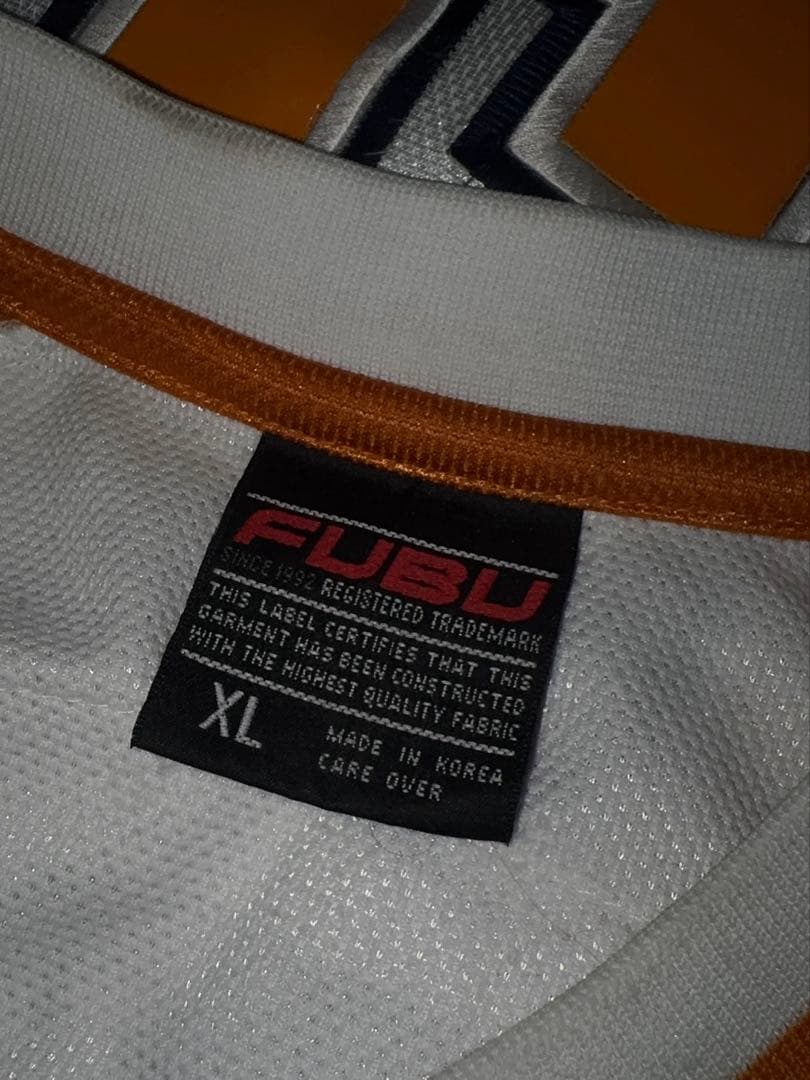 FUBU
SINCE 1992 REGISTERED TRADEMARK
THIS LABEL CERTIFIES THAT THIS
GARMENT HAS BEEN CONSTRUCTED
WITH THE HIGHEST QUALITY FABRIC
XL
MADE IN KOREA
CARE OVER